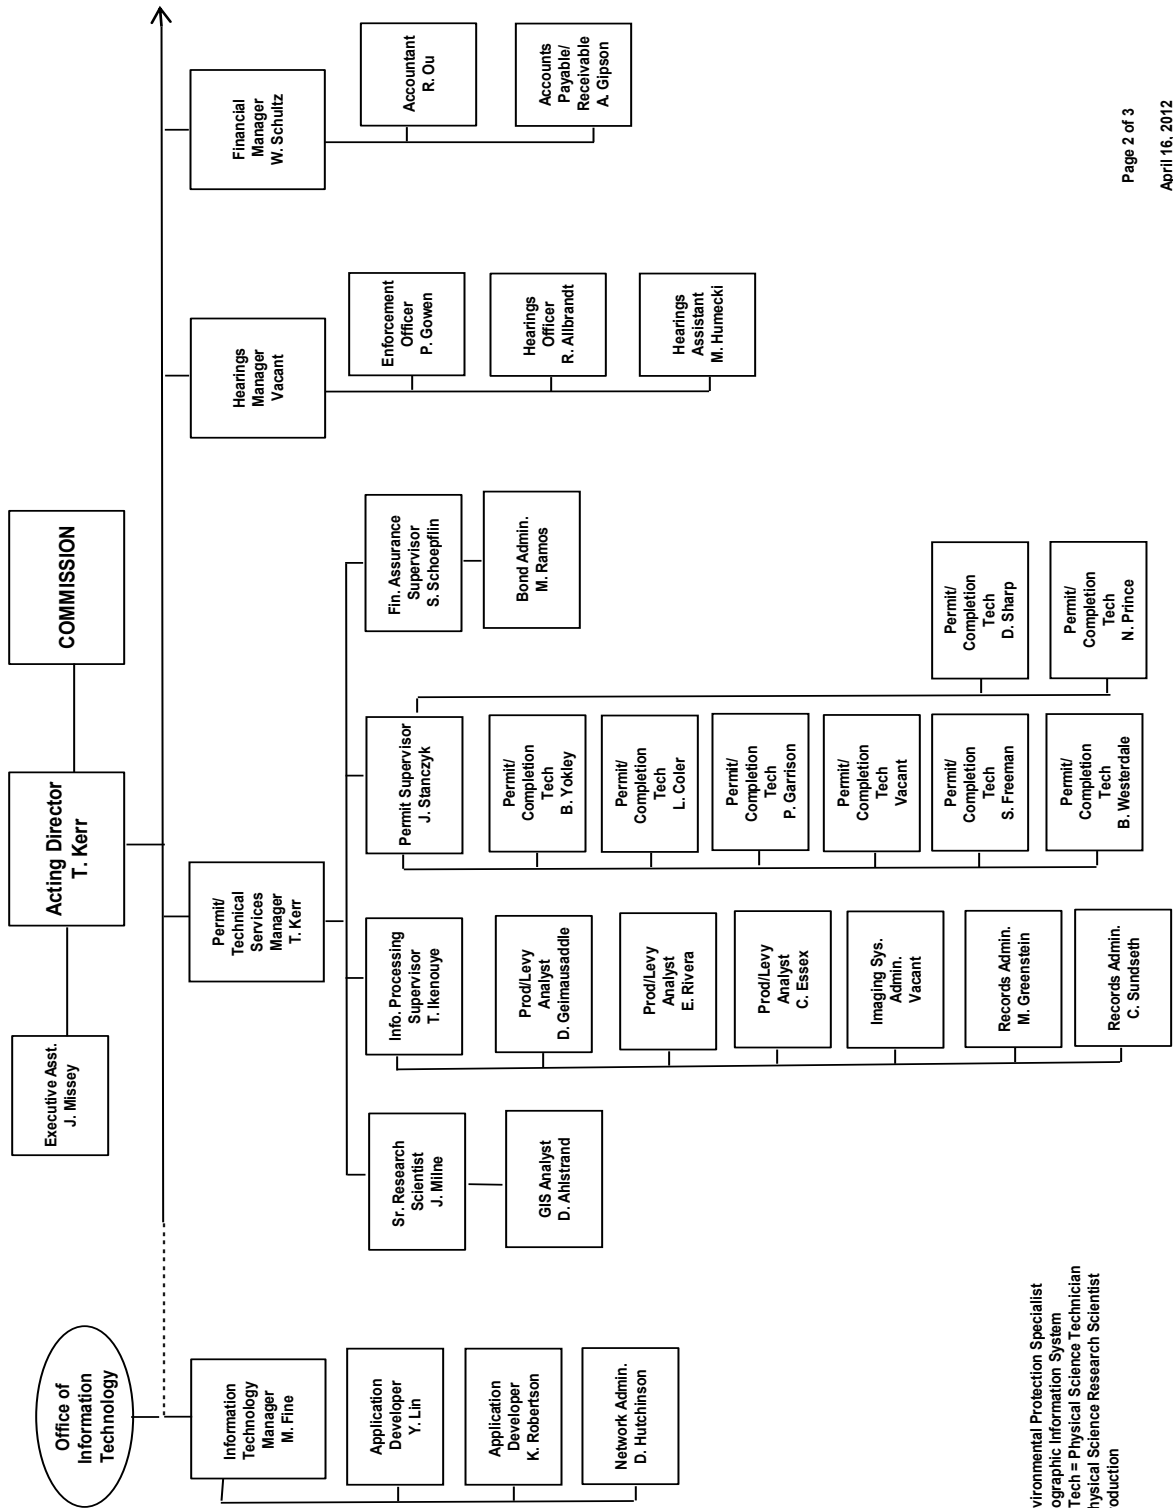 COMMISSION
Acting Director
T. Kerr
Executive Asst.
J. Missey
Office of
Information
Technology
Information
Technology
Manager
M. Fine
Application
Developer
Y. Lin
Application
Developer
K. Robertson
Network Admin.
D. Hutchinson
Permit/
Technical
Services
Manager
T. Kerr
Sr. Research
Scientist
J. Milne
GIS Analyst
D. Ahlstrand
Info. Processing
Supervisor
T. Ikenouye
Prod/Levy
Analyst
D. Geimausaddle
Prod/Levy
Analyst
E. Rivera
Prod/Levy
Analyst
C. Essex
Imaging Sys.
Admin.
Vacant
Records Admin.
M. Greenstein
Records Admin.
C. Sundseth
Permit Supervisor
J. Stanczyk
Permit/
Completion
Tech
B. Yokley
Permit/
Completion
Tech
L. Coler
Permit/
Completion
Tech
P. Garrison
Permit/
Completion
Tech
Vacant
Permit/
Completion
Tech
S. Freeman
Permit/
Completion
Tech
B. Westerdale
Permit/
Completion
Tech
D. Sharp
Permit/
Completion
Tech
N. Prince
Fin. Assurance
Supervisor
S. Schoepflin
Bond Admin.
M. Ramos
Hearings
Manager
Vacant
Enforcement
Officer
P. Gowen
Hearings
Officer
R. Allbrandt
Hearings
Assistant
M. Humecki
Financial
Manager
W. Schultz
Accountant
R. Ou
Accounts
Payable/
Receivable
A. Gipson
vironmental Protection Specialist
ographic Information System
Tech = Physical Science Technician
hysical Science Research Scientist
oduction
Page 2 of 3
April 16, 2012